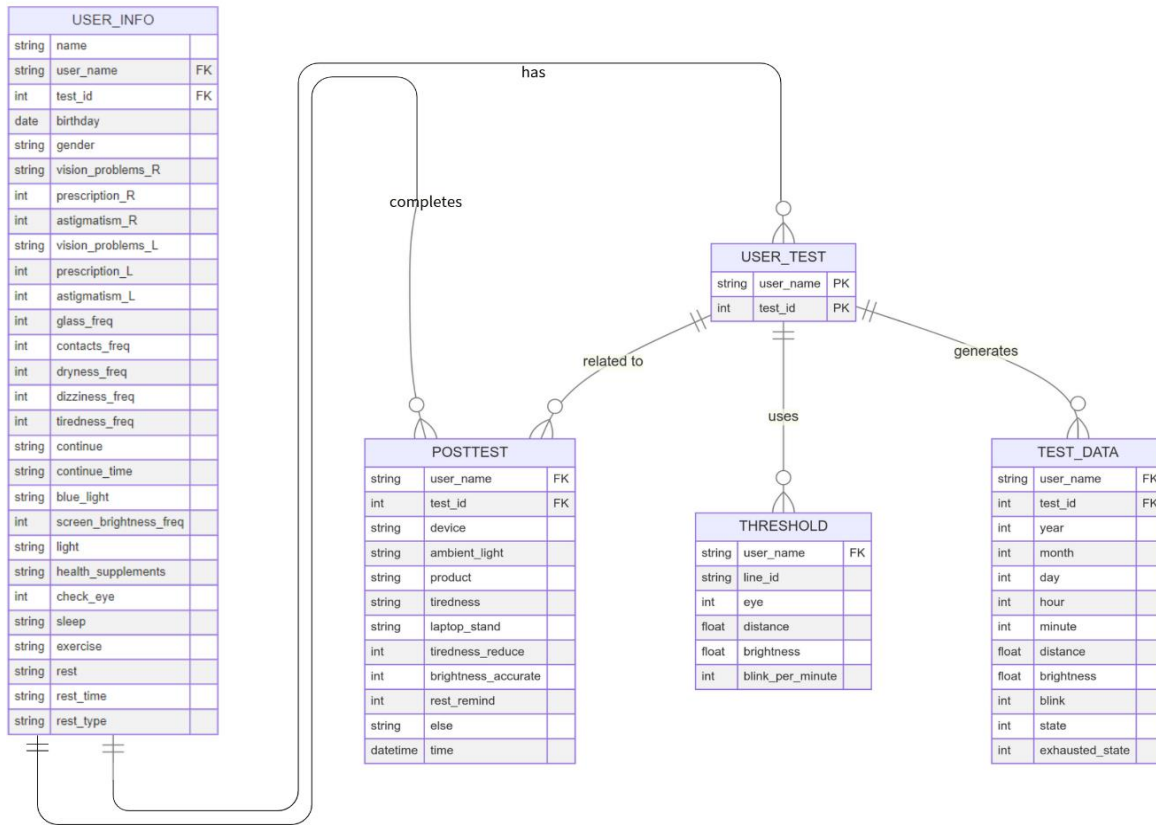 USER_INFO
string name
string user_name FK
int test_id FK
date birthday
string gender
string vision_problems_R
int prescription_R
int astigmatism_R
string vision_problems_L
int prescription_L
int astigmatism_L
int glass_freq
int contacts_freq
int dryness_freq
int dizziness_freq
int tiredness_freq
string continue
string continue_time
string blue_light
int screen_brightness_freq
string light
string health_supplements
int check_eye
string sleep
string exercise
string rest
string rest_time
string rest_type
has
completes
USER_TEST
string user_name PK
int test_id PK
related to
uses
generates
POSTTEST
string user_name FK
int test_id FK
string device
string ambient_light
string product
string tiredness
string laptop_stand
int tiredness_reduce
int brightness_accurate
int rest_remind
string else
datetime time
THRESHOLD
string user_name FK
string line_id
int eye
float distance
float brightness
int blink_per_minute
TEST_DATA
string user_name FK
int test_id FK
int year
int month
int day
int hour
int minute
float distance
float brightness
int blink
int state
int exhausted_state